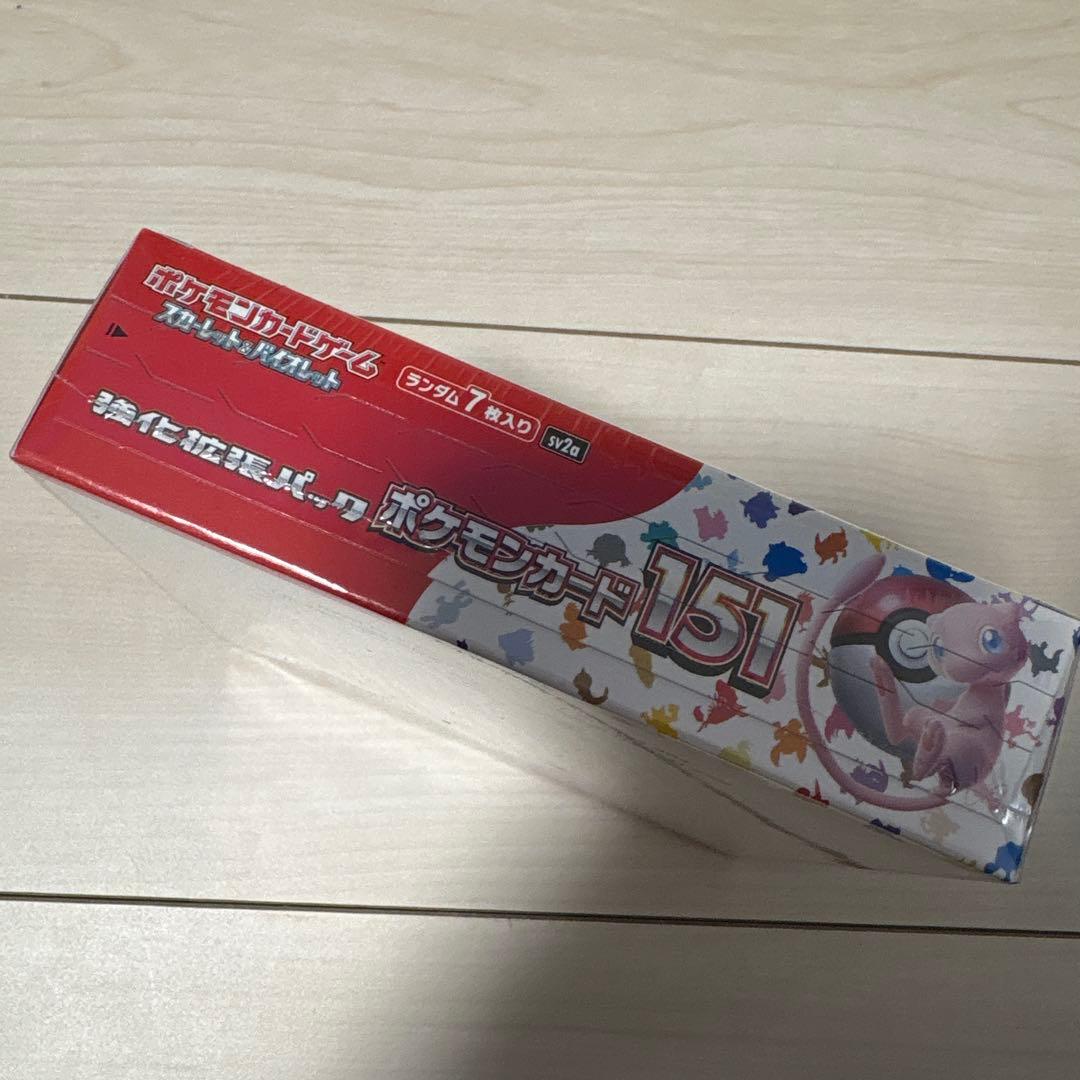 ポケモンカードゲーム
スカーレット&バイオレット
ランダム7枚入り
sv2a
強化拡張パック
ポケモンカード151